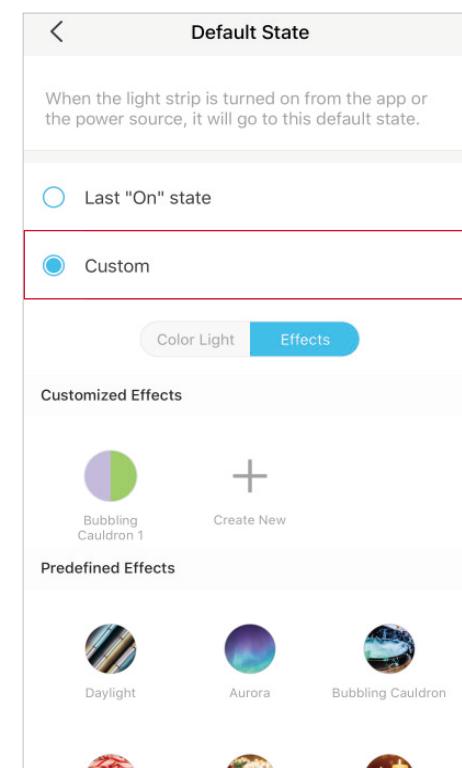 Default State
When the light strip is turned on from the app or
the power source, it will go to this default state.
Last "On" state
Custom
Color Light Effects
Customized Effects
Bubbling
Cauldron 1
Create New
Predefined Effects
Daylight Aurora Bubbling Cauldron